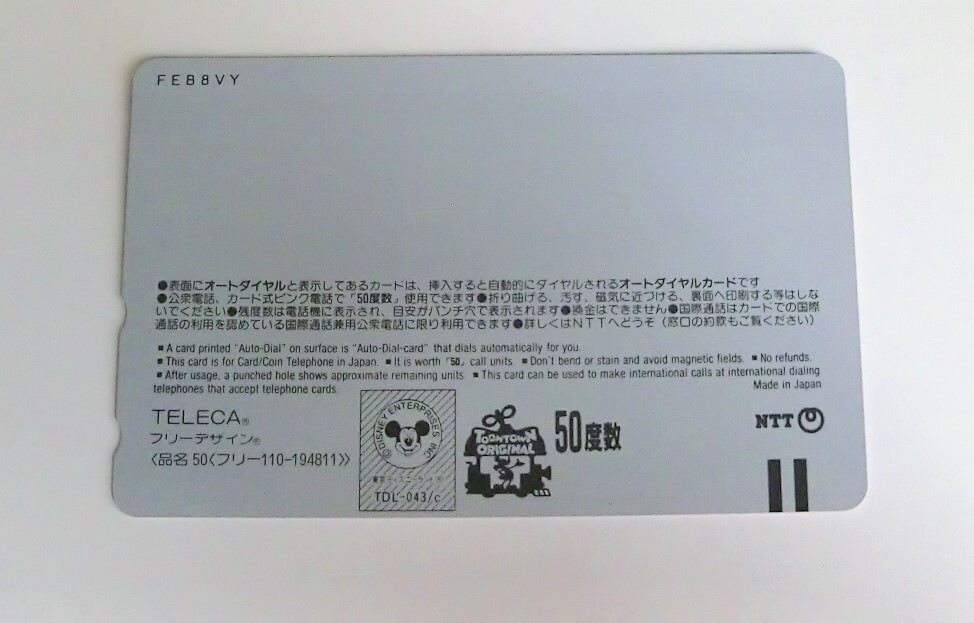 FEB8VY
●表面にオートダイヤルと表示してあるカードは、挿入すると自動的にダイヤルされるオートダイヤルカードです
●公衆電話、カード式ピンク電話で「50度数」使用できます●折り曲げる、汚す、磁気に近づける、裏面へ印刷する等はしな
いでください●残度数は電話機に表示され、目安がパンチ穴で表示されます●換金はできません●国際通話はカードでの国際
通話の利用を認めている国際通話兼用公衆電話に限り利用できます●詳しくはNTTへどうぞ(窓口の約款もご覧ください)
■A card printed "Auto-Dial" on surface is "Auto-Dial-card" that dials automatically for you.
■This card is for Card/Coin Telephone in Japan. ■It is worth「50」call units. ■Don't bend or stain and avoid magnetic fields. ■No refunds.
■After usage, a punched hole shows approximate remaining units. ■This card can be used to make international calls at international dialing
telephones that accept telephone cards. Made in Japan
TELECA®
フリーデザイン®
〈品名 50〈フリー110-194811〉〉
©DISNEY ENTERPRISES, INC.
TDL-043/c
TOONTOWN
ORIGINAL
50度数
NTT